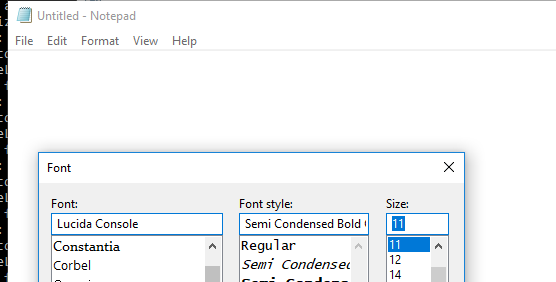 Untitled - Notepad
File Edit Format View Help
Font
Font: Font style: Size:
Lucida Console Semi Condensed Bold 11
Constantia Regular 11
Corbel Semi Condensed 12
14